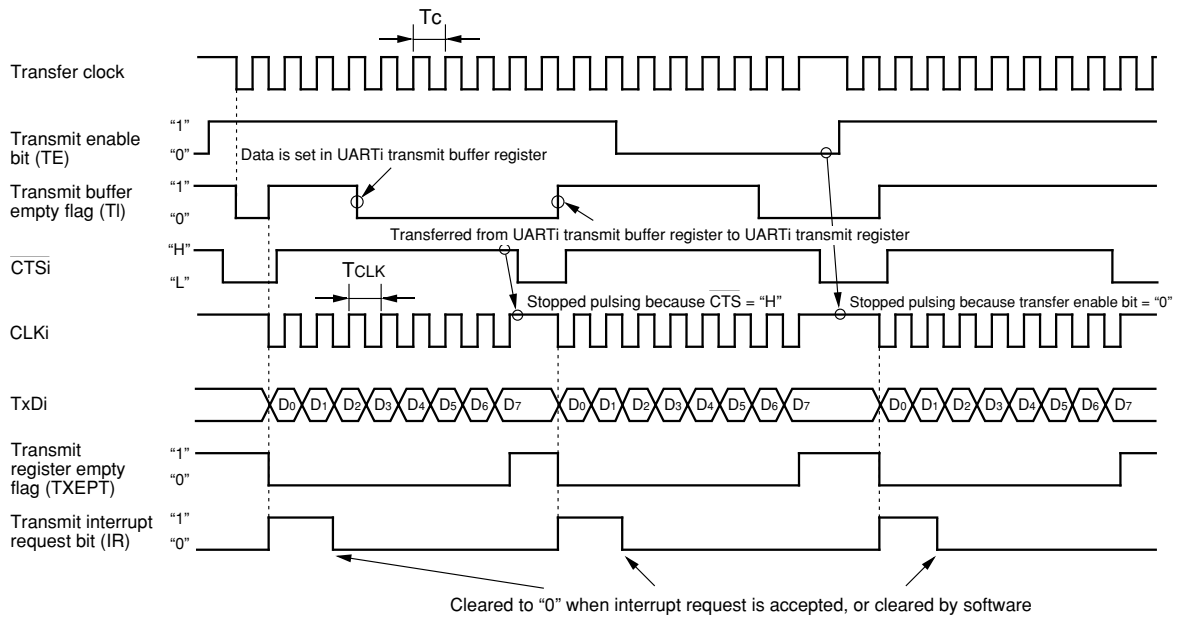 Tc
Transfer clock
Transmit enable
bit (TE)
“1”
“0”
Data is set in UARTi transmit buffer register
Transmit buffer
empty flag (TI)
“1”
“0”
Transferred from UARTi transmit buffer register to UARTi transmit register
CTSi
“H”
“L”
TCLK
Stopped pulsing because CTS = “H”
Stopped pulsing because transfer enable bit = “0”
CLKi
TxDi
D0 D1 D2 D3 D4 D5 D6 D7 D0 D1 D2 D3 D4 D5 D6 D7 D0 D1 D2 D3 D4 D5 D6 D7
Transmit
register empty
flag (TXEPT)
“1”
“0”
Transmit interrupt
request bit (IR)
“1”
“0”
Cleared to “0” when interrupt request is accepted, or cleared by software